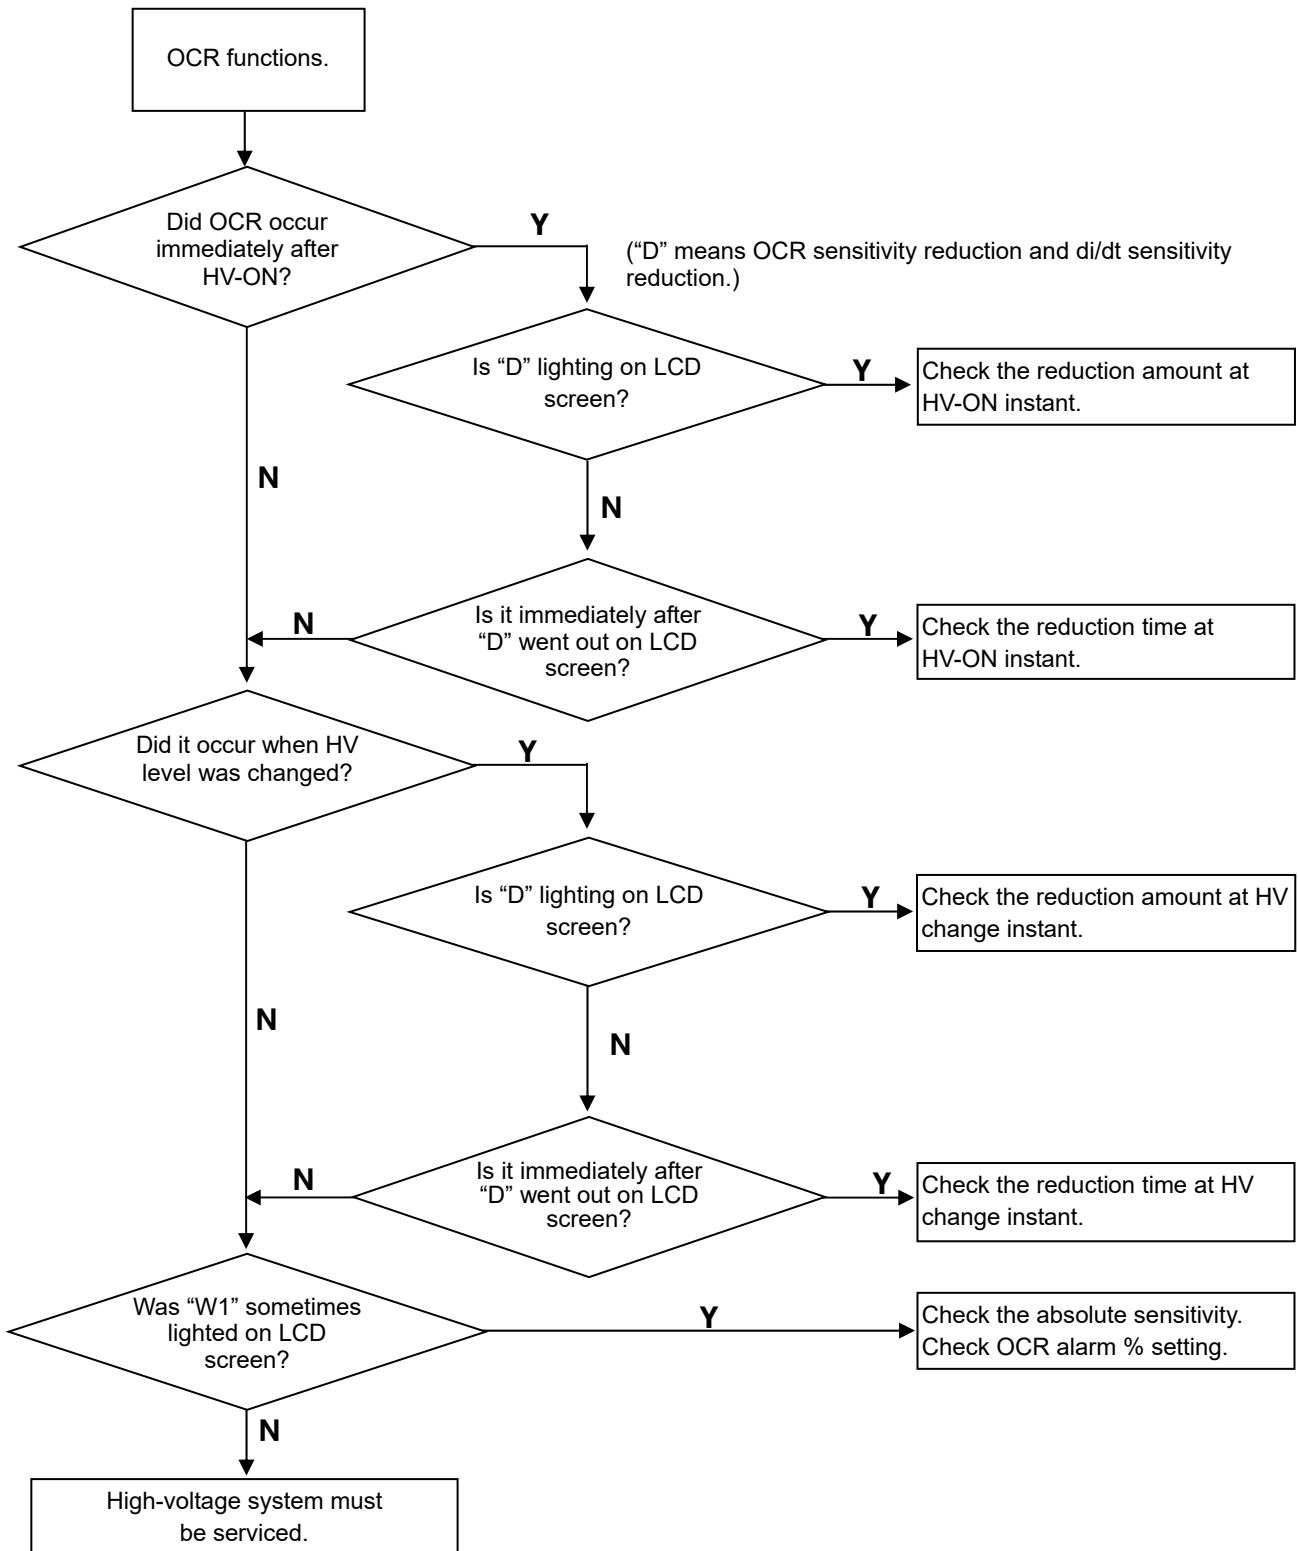 OCR functions.
Did OCR occur
immediately after
HV-ON?
Y
(“D” means OCR sensitivity reduction and di/dt sensitivity
reduction.)
Is “D” lighting on LCD
screen?
Y
Check the reduction amount at
HV-ON instant.
N
N
Is it immediately after
“D” went out on LCD
screen?
N
Y
Check the reduction time at
HV-ON instant.
Did it occur when HV
level was changed?
Y
Is “D” lighting on LCD
screen?
Y
Check the reduction amount at HV
change instant.
N
N
Is it immediately after
“D” went out on LCD
screen?
N
Y
Check the reduction time at HV
change instant.
Was “W1” sometimes
lighted on LCD
screen?
Y
Check the absolute sensitivity.
Check OCR alarm % setting.
N
High-voltage system must
be serviced.